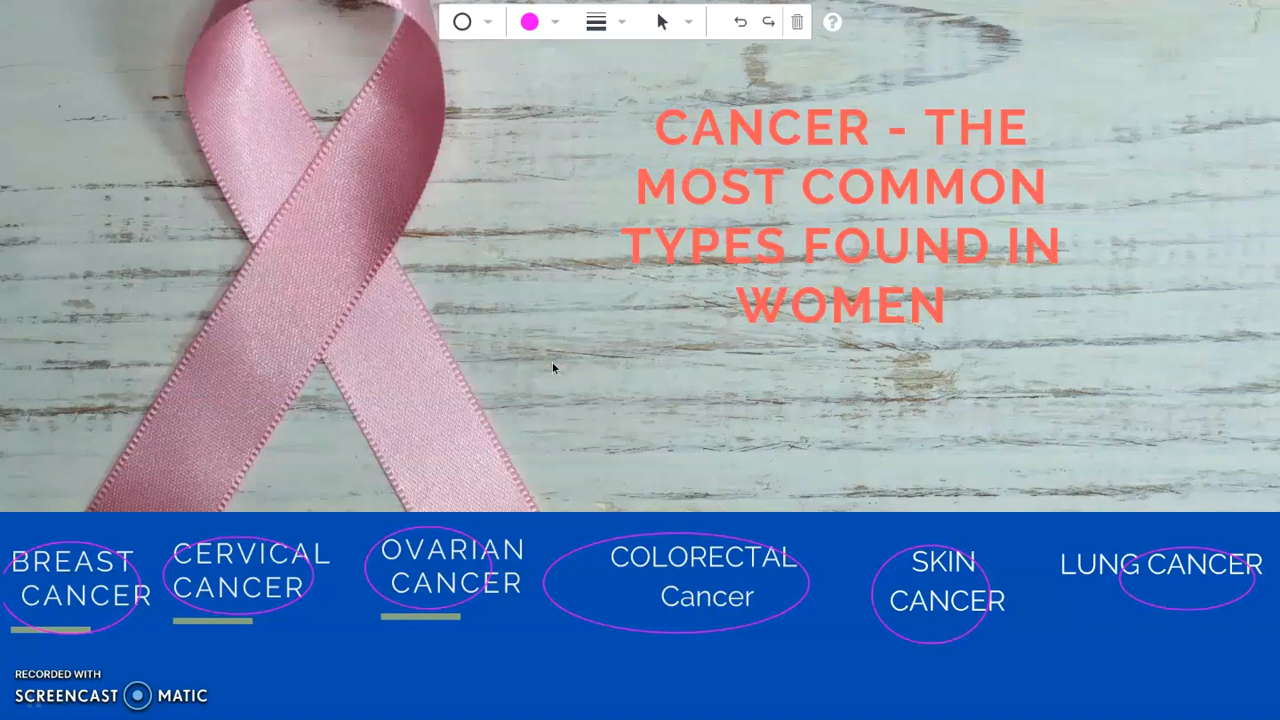 CANCER - THE
MOST COMMON
TYPES FOUND IN
WOMEN
BREAST
CANCER
CERVICAL
CANCER
OVARIAN
CANCER
COLORECTAL
Cancer
SKIN
CANCER
LUNG CANCER
RECORDED WITH
SCREENCAST MATIC